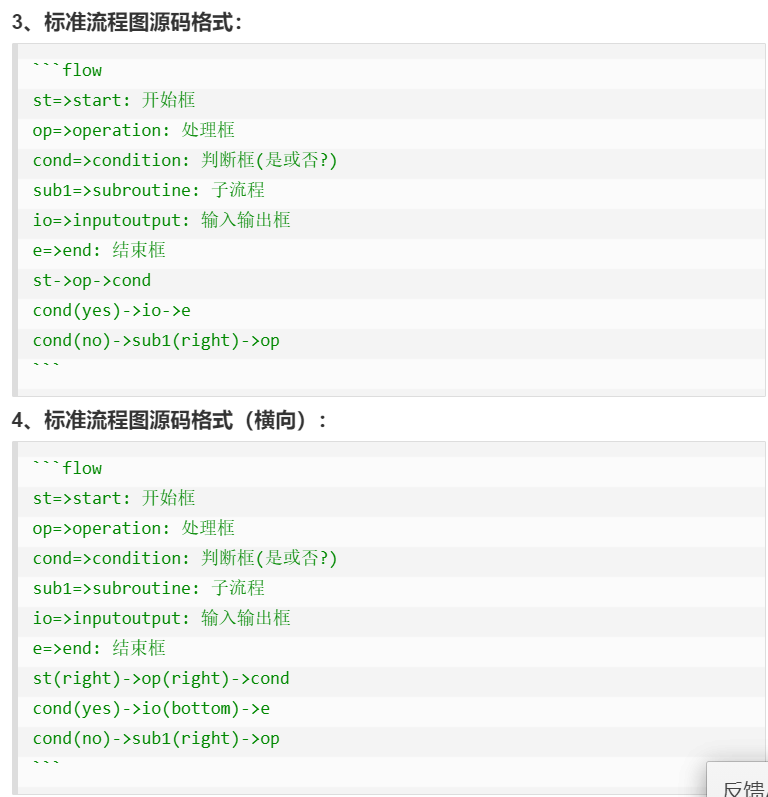 3、标准流程图源码格式：
```flow
st=>start: 开始框
op=>operation: 处理框
cond=>condition: 判断框(是或否?)
sub1=>subroutine: 子流程
io=>inputoutput: 输入输出框
e=>end: 结束框
st->op->cond
cond(yes)->io->e
cond(no)->sub1(right)->op
```
4、标准流程图源码格式（横向）：
```flow
st=>start: 开始框
op=>operation: 处理框
cond=>condition: 判断框(是或否?)
sub1=>subroutine: 子流程
io=>inputoutput: 输入输出框
e=>end: 结束框
st(right)->op(right)->cond
cond(yes)->io(bottom)->e
cond(no)->sub1(right)->op
```
反馈